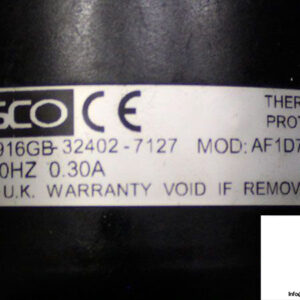 SCO CE THER
PROT
916GB-32402-7127 MOD: AF1D7
0HZ 0.30A
U.K. WARRANTY VOID IF REMOV